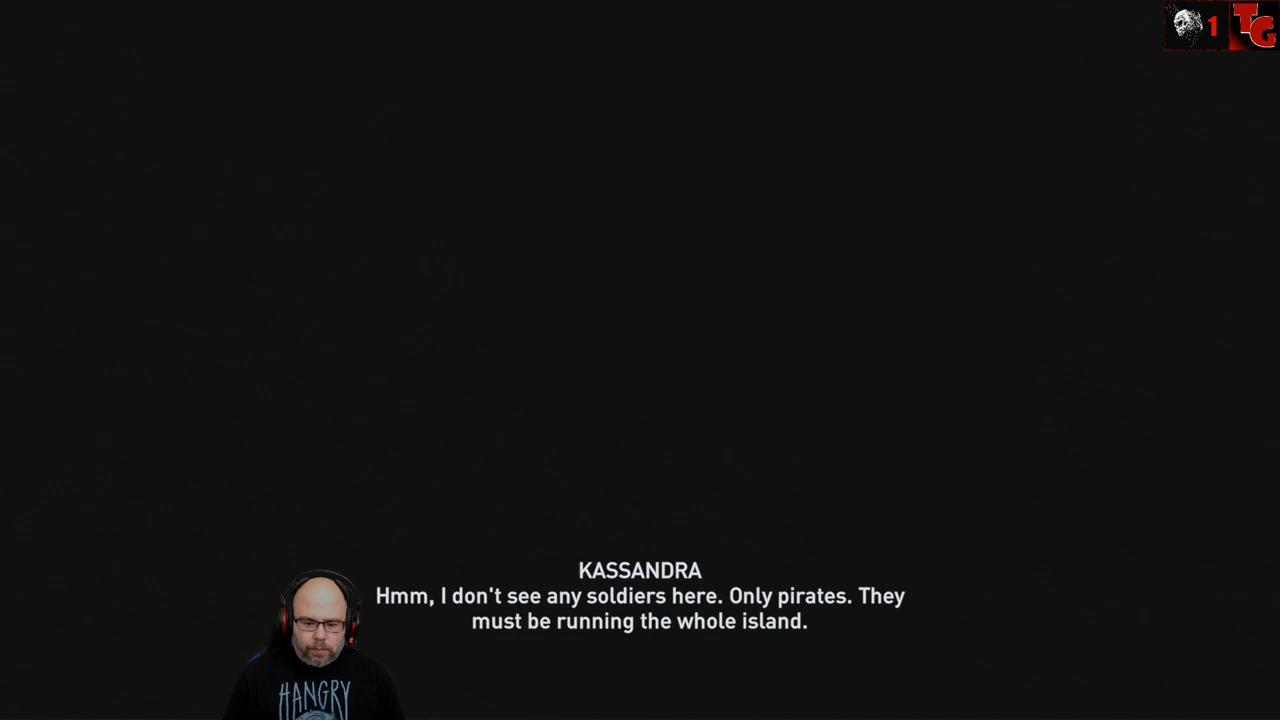 1
TG
KASSANDRA
Hmm, I don't see any soldiers here. Only pirates. They
must be running the whole island.
HANGRY